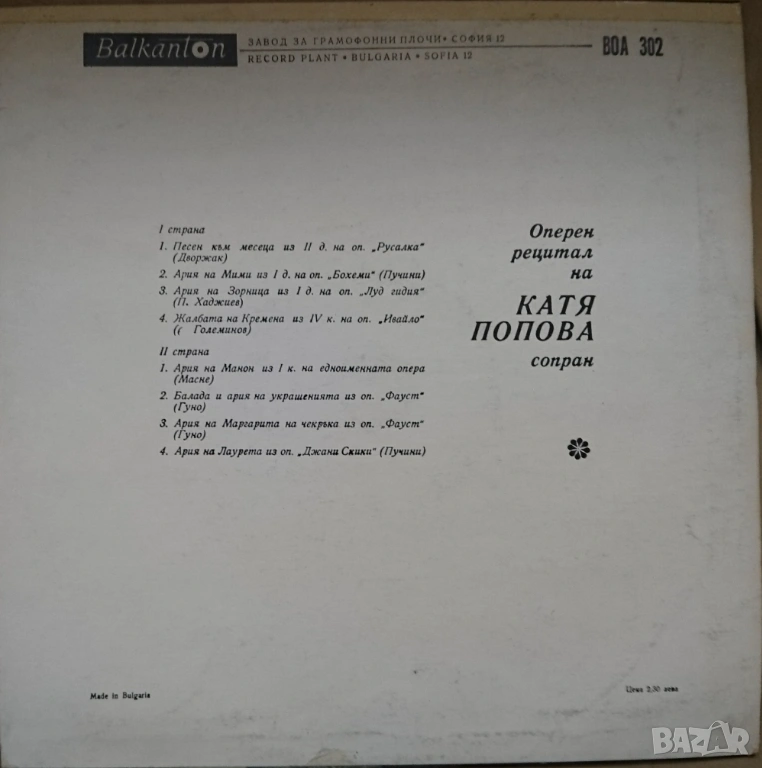 Balkanton
ЗАВОД ЗА ГРАМОФОННИ ПЛОЧИ • СОФИЯ 12
RECORD PLANT • BULGARIA • SOFIA 12
ВОА 302
I страна
1. Песен към месеца из II д. на оп. „Русалка“
(Дворжак)
2. Ария на Мими из I д. на оп. „Бохеми“ (Пучини)
3. Ария на Зорница из I д. на оп. „Луд гидия“
(П. Хаджиев)
4. Жалбата на Кремена из IV к. на оп. „Ивайло“
(Големинов)
II страна
1. Ария на Манон из I к. на едноименната опера
(Масне)
2. Балада и ария на украшенията из оп. „Фауст“
(Гуно)
3. Ария на Маргарита на чекръка из оп. „Фауст“
(Гуно)
4. Ария на Лаурета из оп. „Джани Скики“ (Пучини)
Оперен
рецитал
на
КАТЯ
ПОПОВА
сопран
Made in Bulgaria
Цена 2,50 лева
BAZAR